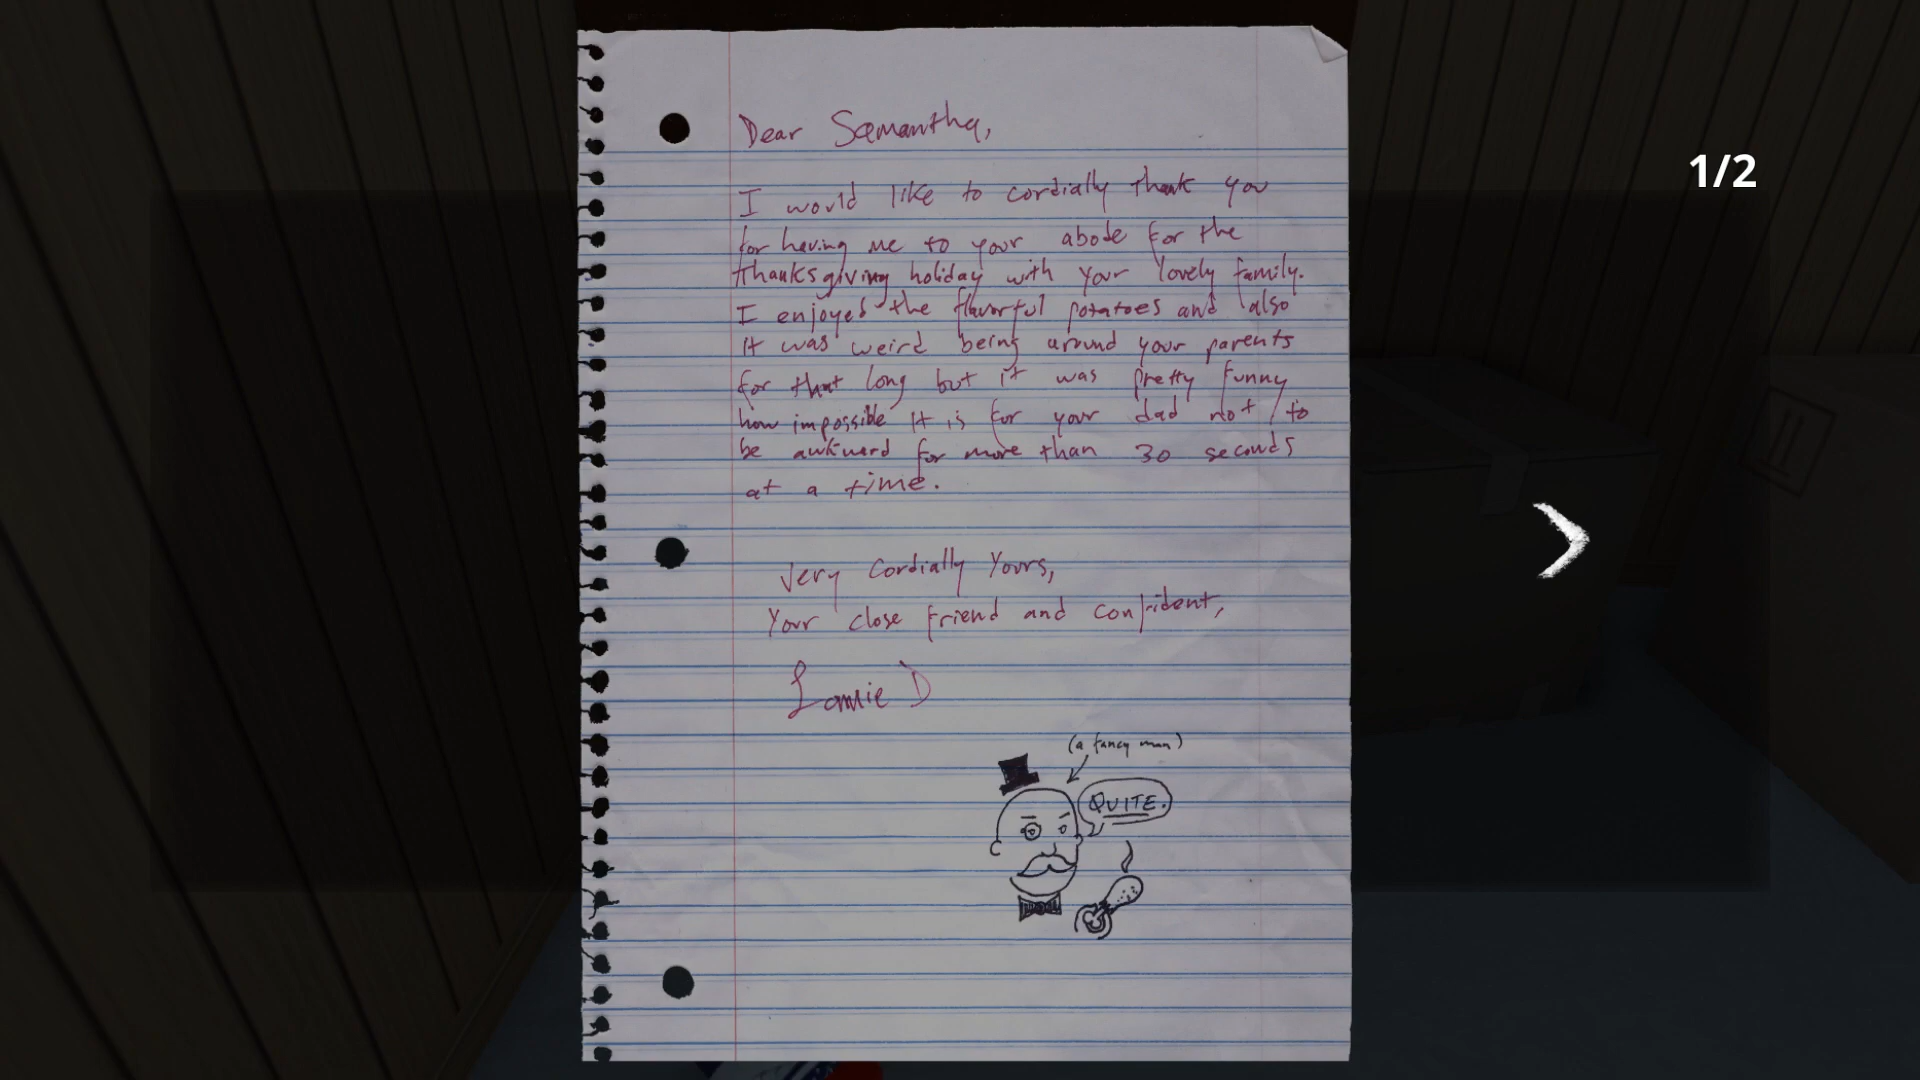 1/2
Dear Samantha,
I would like to cordially thank you
for having me to your abode for the
thanksgiving holiday with your lovely family.
I enjoyed the flavorful potatoes and also
it was weird being around your parents
for that long but it was pretty funny
how impossible it is for your dad not to
be awkward for more than 30 seconds
at a time.
Very Cordially Yours,
Your close friend and confident,
Lonnie D
(a fancy man)
QUITE.